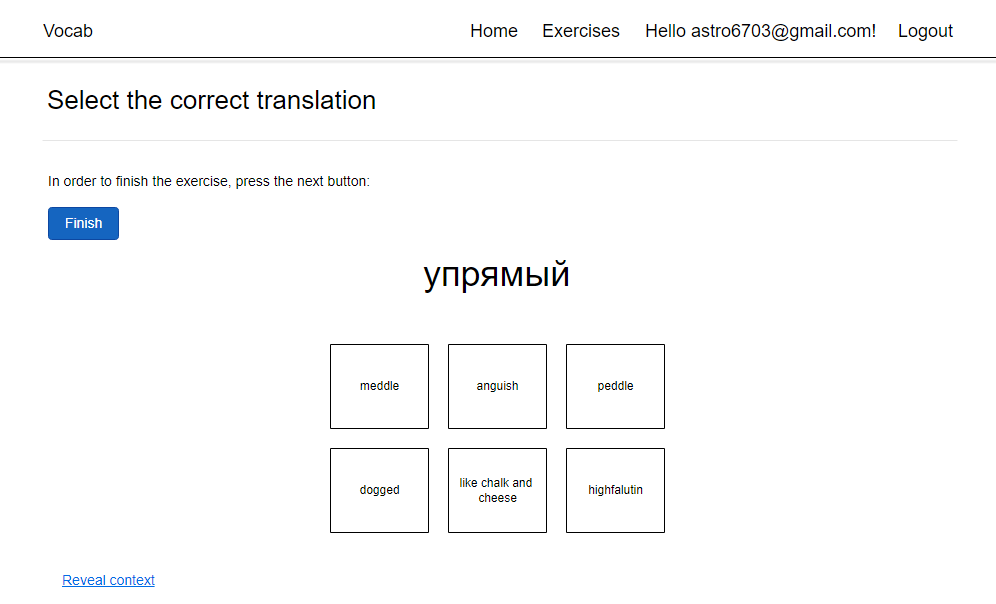 Vocab Home Exercises Hello astro6703@gmail.com! Logout
Select the correct translation
In order to finish the exercise, press the next button:
Finish
упрямый
meddle anguish peddle
dogged like chalk and cheese highfalutin
Reveal context